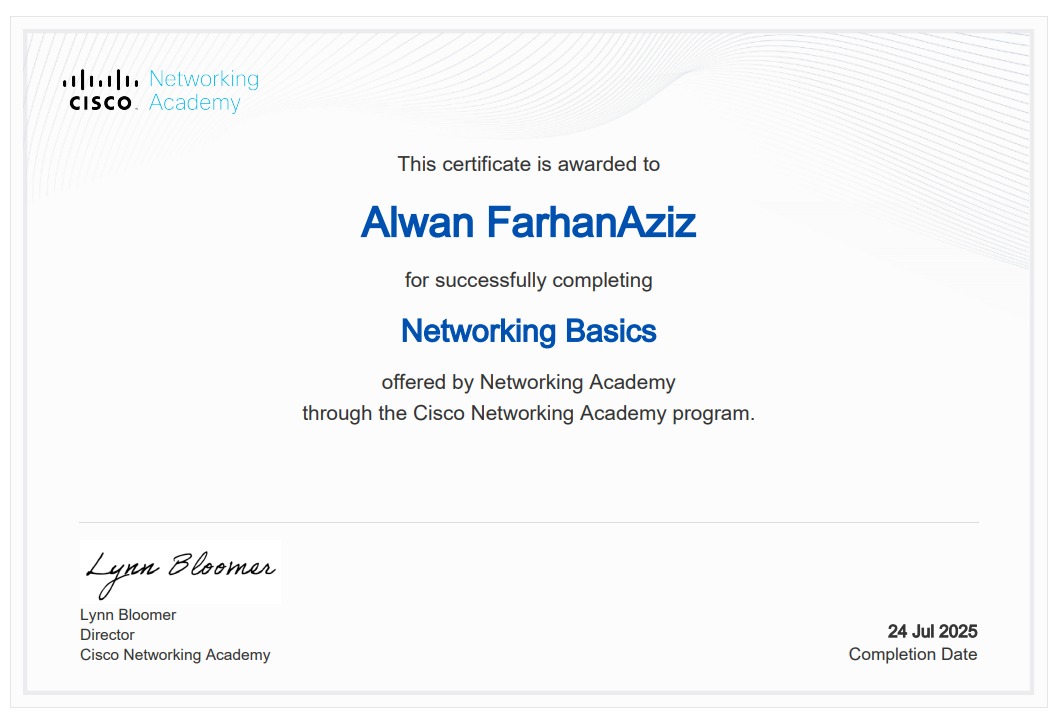 Networking
CISCO. Academy
This certificate is awarded to
Alwan FarhanAziz
for successfully completing
Networking Basics
offered by Networking Academy
through the Cisco Networking Academy program.
Lynn Bloomer
Lynn Bloomer
Director
Cisco Networking Academy
24 Jul 2025
Completion Date